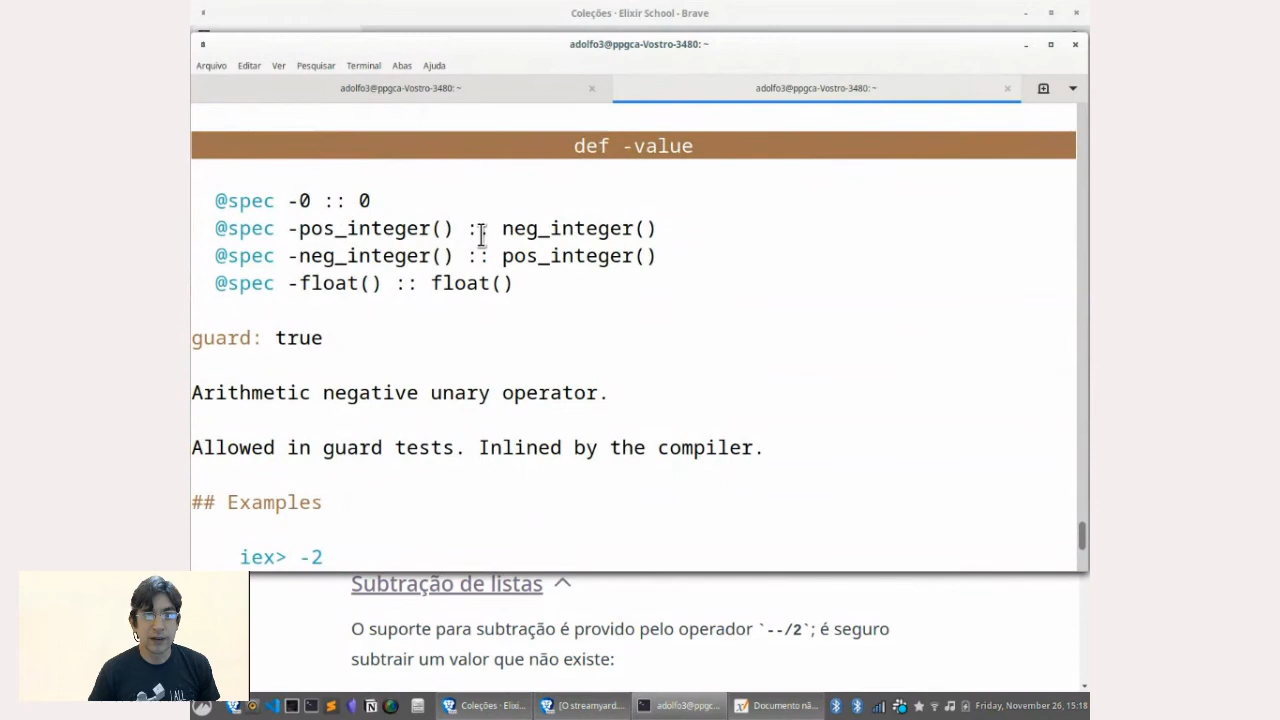 Coleções · Elixir School - Brave
adolfo3@ppgca-Vostro-3480: ~
Arquivo Editar Ver Pesquisar Terminal Abas Ajuda
adolfo3@ppgca-Vostro-3480: ~ adolfo3@ppgca-Vostro-3480: ~
def -value
@spec -0 :: 0
@spec -pos_integer() :: neg_integer()
@spec -neg_integer() :: pos_integer()
@spec -float() :: float()
guard: true
Arithmetic negative unary operator.
Allowed in guard tests. Inlined by the compiler.
## Examples
iex> -2
Subtração de listas
O suporte para subtração é provido pelo operador `--/2`; é seguro
subtrair um valor que não existe:
Coleções · Elixi... [O streamyard.... adolfo3@ppgc... Documento nã... Friday, November 26, 15:18